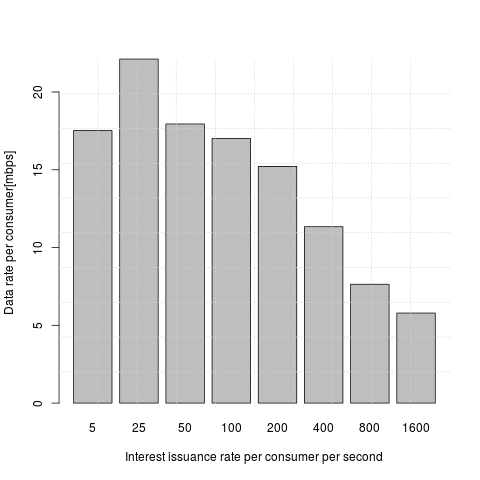 Data rate per consumer[mbps]
20
15
10
5
0
5 25 50 100 200 400 800 1600
Interest issuance rate per consumer per second